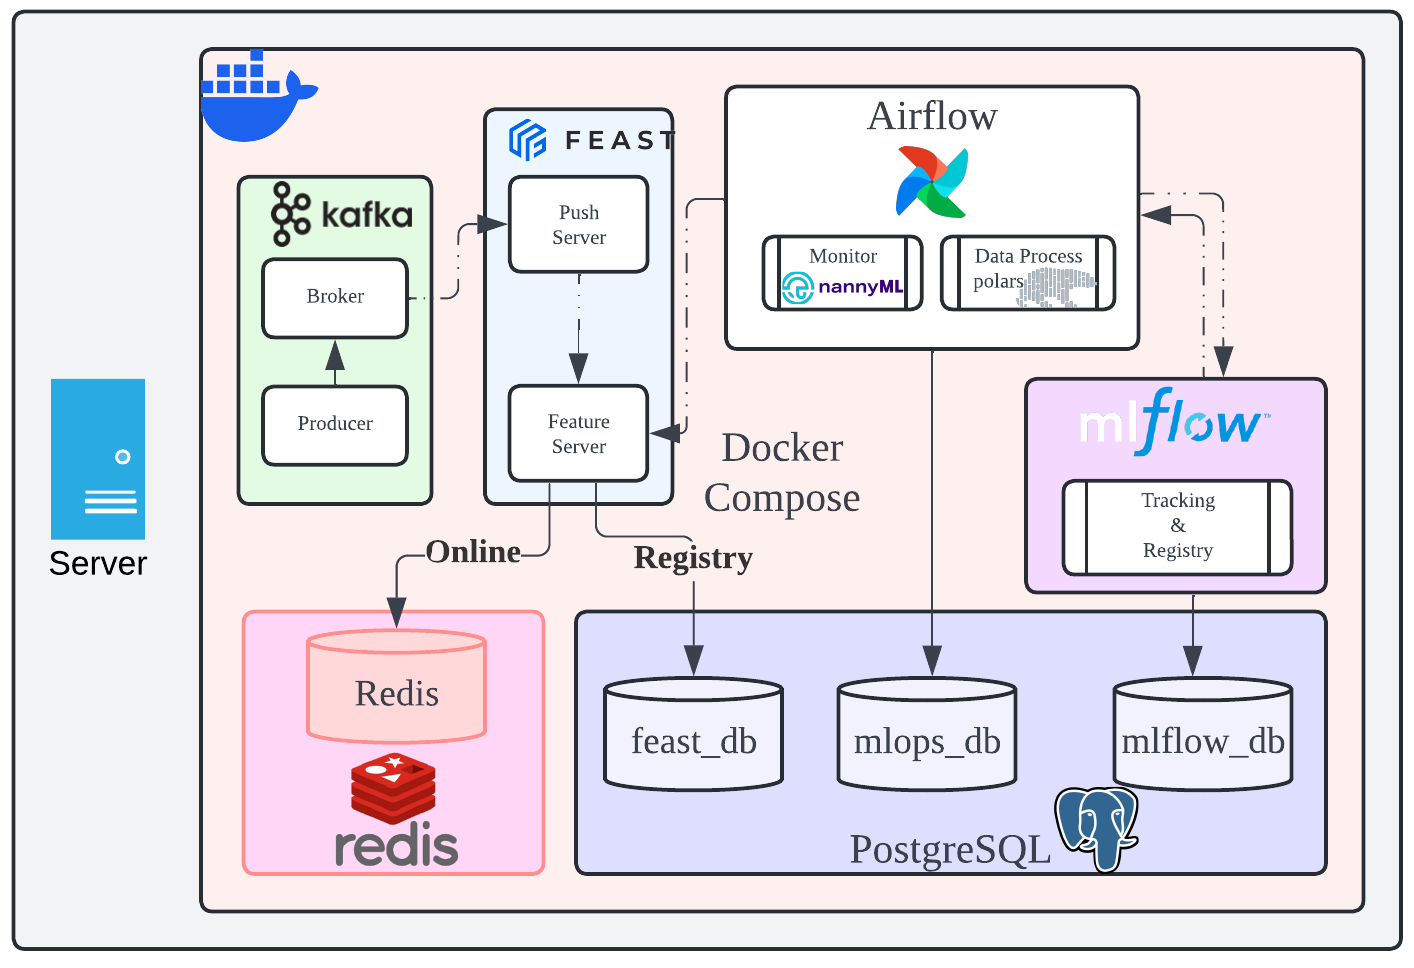 Airflow
FEAST
kafka
Push
Server
Monitor
nannyML
Data Process
polars
Broker
Producer
Feature
Server
mlflow
TM
Docker
Compose
Tracking
&
Registry
Server
Online
Registry
Redis
redis
feast_db
mlops_db
mlflow_db
PostgreSQL